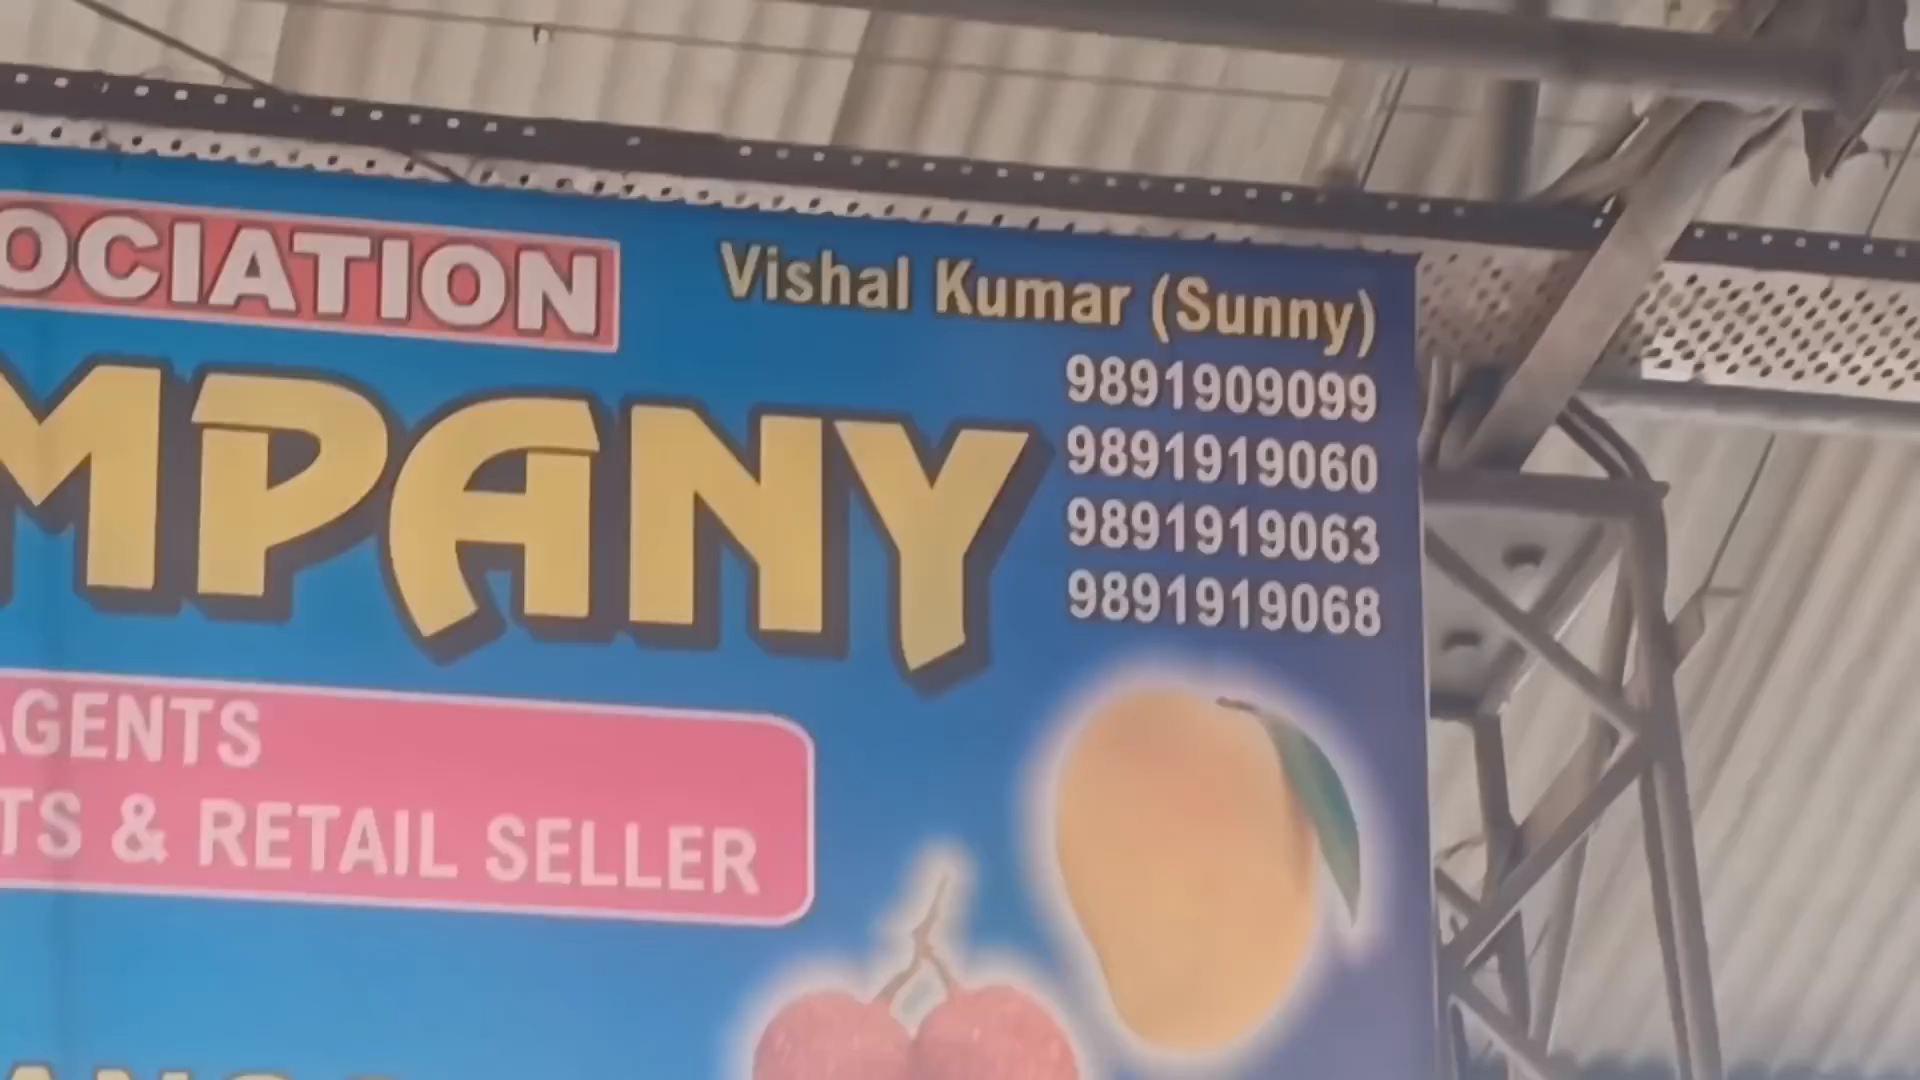 OCIATION
Vishal Kumar (Sunny)
9891909099
MPANY
9891919060
9891919063
9891919068
AGENTS
TS & RETAIL SELLER